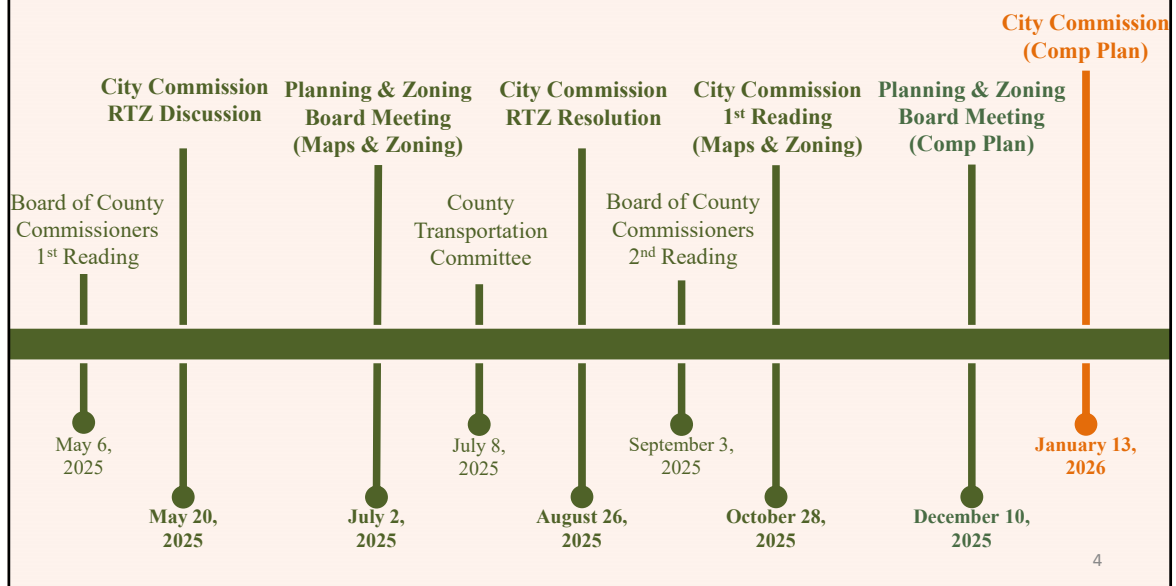 City Commission
(Comp Plan)
City Commission
RTZ Discussion
Planning & Zoning
Board Meeting
(Maps & Zoning)
City Commission
RTZ Resolution
City Commission
1st Reading
(Maps & Zoning)
Planning & Zoning
Board Meeting
(Comp Plan)
Board of County
Commissioners
1st Reading
County
Transportation
Committee
Board of County
Commissioners
2nd Reading
May 6,
2025
July 8,
2025
September 3,
2025
January 13,
2026
May 20,
2025
July 2,
2025
August 26,
2025
October 28,
2025
December 10,
2025
4